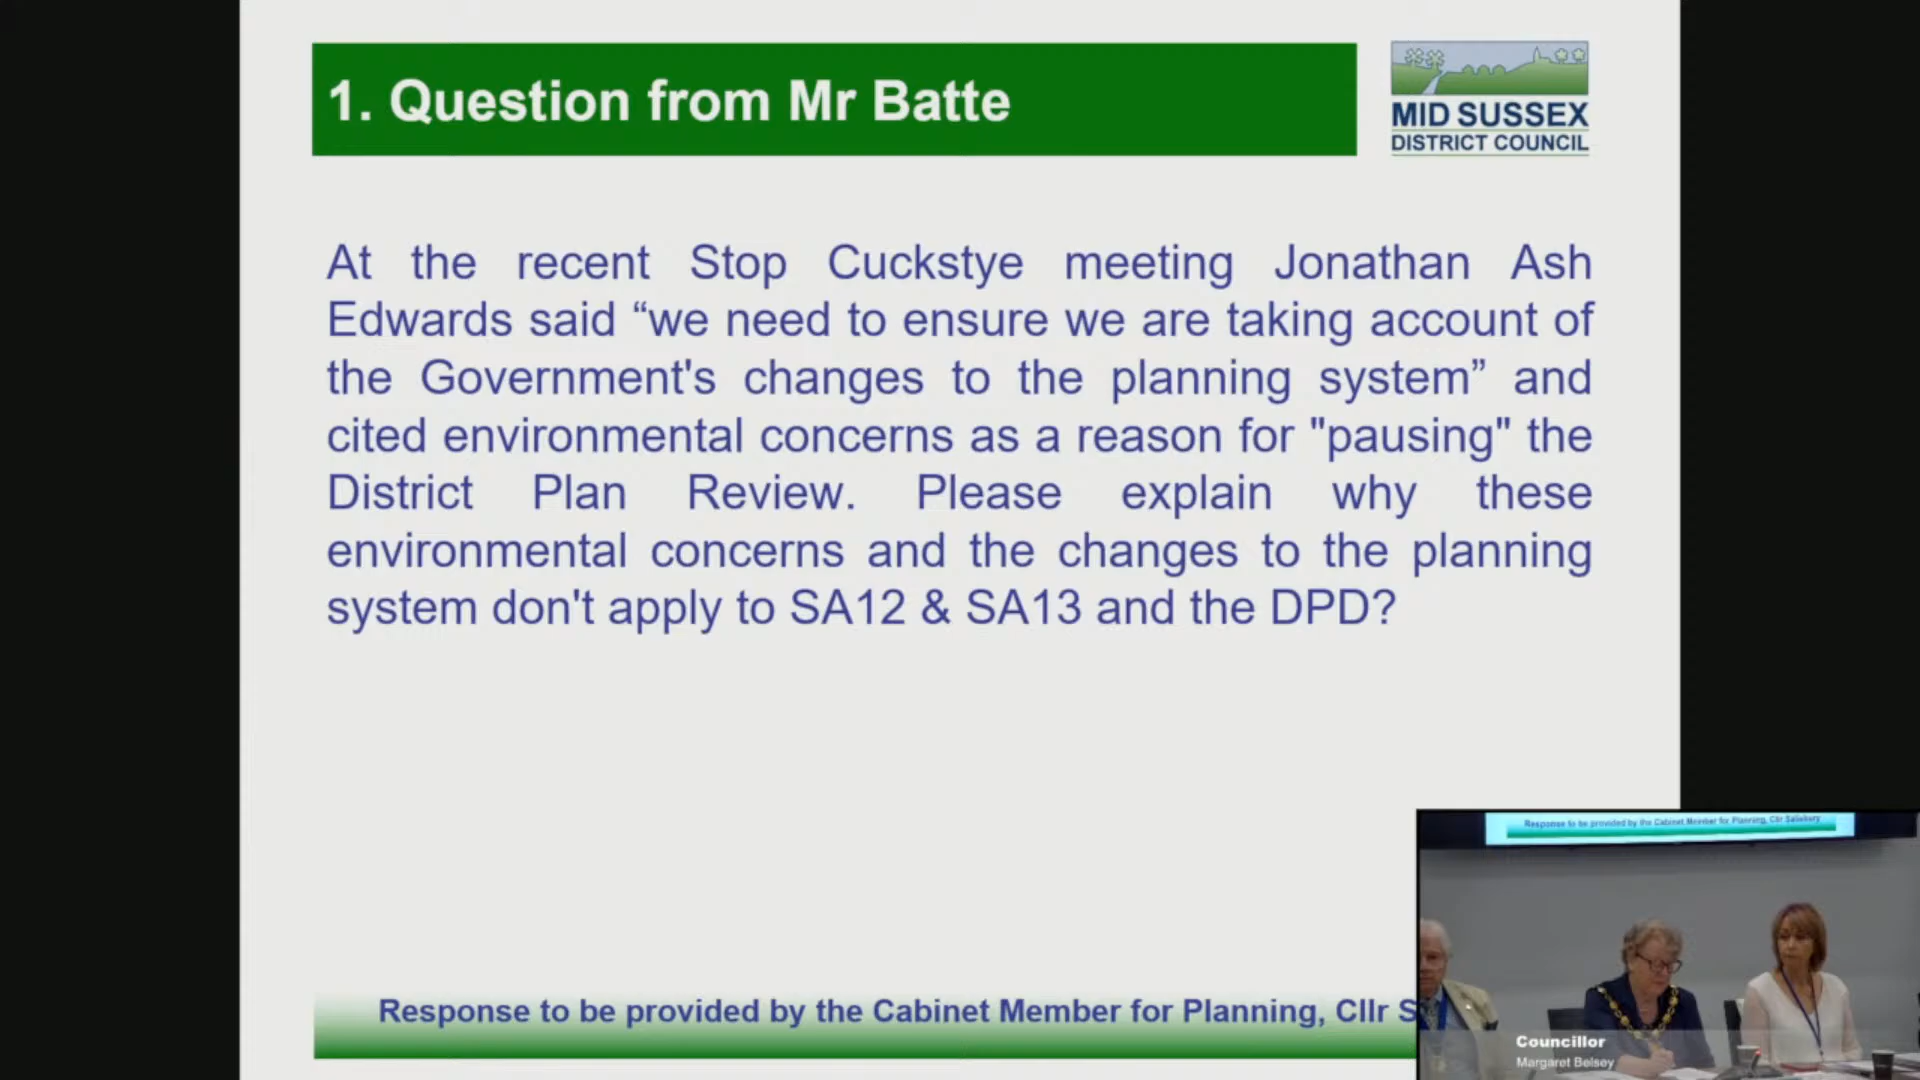 1. Question from Mr Batte
MID SUSSEX
DISTRICT COUNCIL
At the recent Stop Cuckstye meeting Jonathan Ash
Edwards said “we need to ensure we are taking account of
the Government's changes to the planning system” and
cited environmental concerns as a reason for "pausing" the
District Plan Review. Please explain why these
environmental concerns and the changes to the planning
system don't apply to SA12 & SA13 and the DPD?
Response to be provided by the Cabinet Member for Planning, Cllr S
Response to be provided by the Cabinet Member for Planning, Cllr Salisbury
Councillor
Margaret Belsey